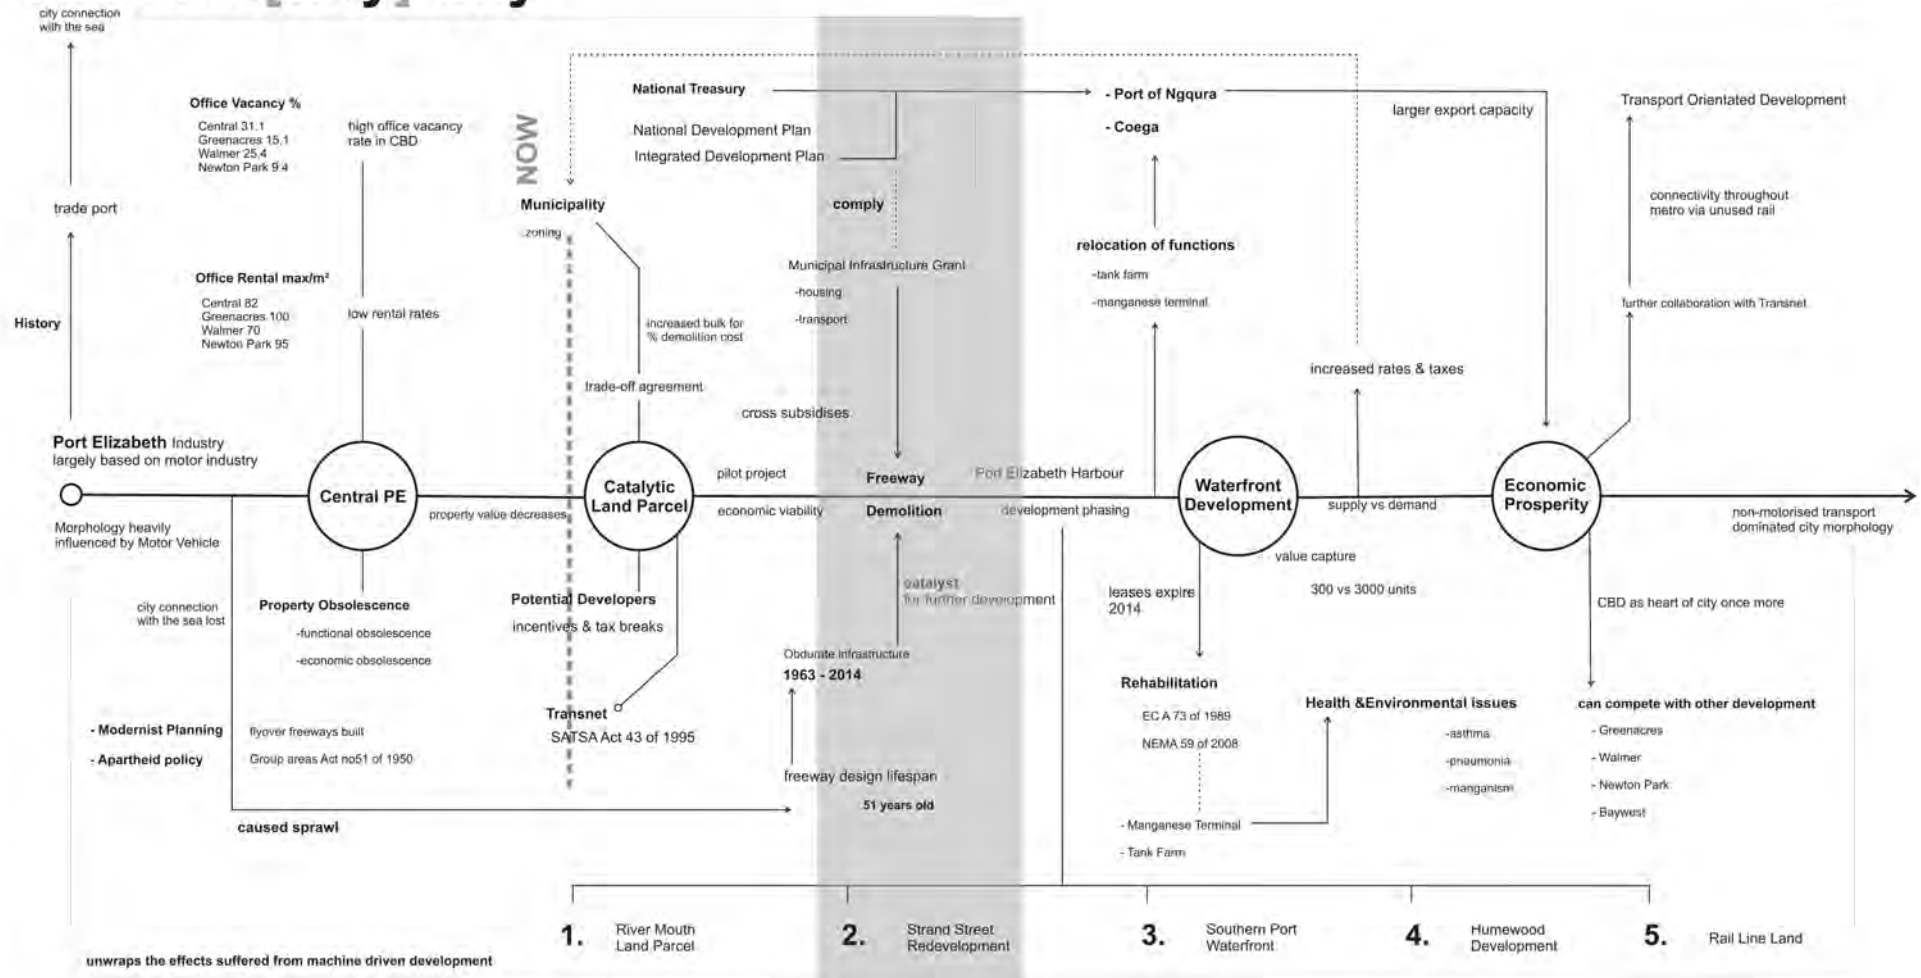 city connection
with the sea
trade port
History
Port Elizabeth Industry
largely based on motor industry
Morphology heavily
influenced by Motor Vehicle
Office Vacancy %
Central 31.1
Greenacres 15.1
Walmer 25.4
Newton Park 9.4
high office vacancy
rate in CBD
Office Rental max/m²
Central 82
Greenacres 100
Walmer 70
Newton Park 95
low rental rates
Central PE
city connection
with the sea lost
Property Obsolescence
-functional obsolescence
-economic obsolescence
- Modernist Planning
flyover freeways built
- Apartheid policy
Group areas Act no51 of 1950
caused sprawl
property value decreases
NOW
Municipality
zoning
increased bulk for
% demolition cost
trade-off agreement
Catalytic
Land Parcel
Potential Developers
incentives & tax breaks
Transnet
SATSA Act 43 of 1995
National Treasury
National Development Plan
Integrated Development Plan
comply
Municipal Infrastructure Grant
-housing
-transport
cross subsidises
pilot project
economic viability
Freeway
Demolition
Port Elizabeth Harbour
development phasing
catalyst
for further development
Obdurate Infrastructure
1963 - 2014
freeway design lifespan
51 years old
- Port of Ngqura
- Coega
relocation of functions
-tank farm
-manganese terminal
Waterfront
Development
leases expire
2014
Rehabilitation
EC A 73 of 1989
NEMA 59 of 2008
- Manganese Terminal
- Tank Farm
Health &Environmental Issues
-asthma
-pneumonia
-manganism
increased rates & taxes
supply vs demand
value capture
300 vs 3000 units
larger export capacity
Economic
Prosperity
Transport Orientated Development
connectivity throughout
metro via unused rail
further collaboration with Transnet
non-motorised transport
dominated city morphology
CBD as heart of city once more
can compete with other development
- Greenacres
- Walmer
- Newton Park
- Baywest
1. River Mouth
Land Parcel
2. Strand Street
Redevelopment
3. Southern Port
Waterfront
4. Humewood
Development
5. Rail Line Land
unwraps the effects suffered from machine driven development